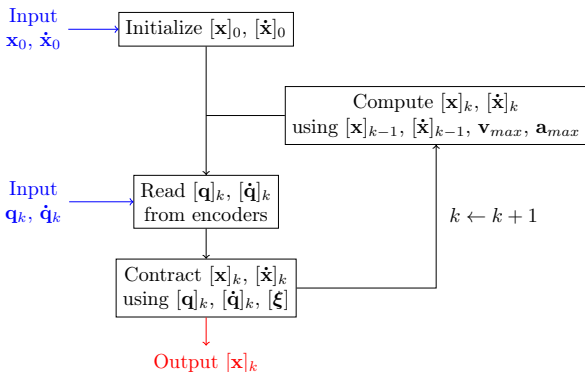 Input
𝐱₀, 𝐱̇₀
Initialize [𝐱]₀, [𝐱̇]₀
Compute [𝐱]ₖ, [𝐱̇]ₖ
using [𝐱]ₖ₋₁, [𝐱̇]ₖ₋₁, 𝐯ₘₐₓ, 𝐚ₘₐₓ
Input
𝐪ₖ, 𝐪̇ₖ
Read [𝐪]ₖ, [𝐪̇]ₖ
from encoders
k ← k + 1
Contract [𝐱]ₖ, [𝐱̇]ₖ
using [𝐪]ₖ, [𝐪̇]ₖ, [𝛏]
Output [𝐱]ₖ